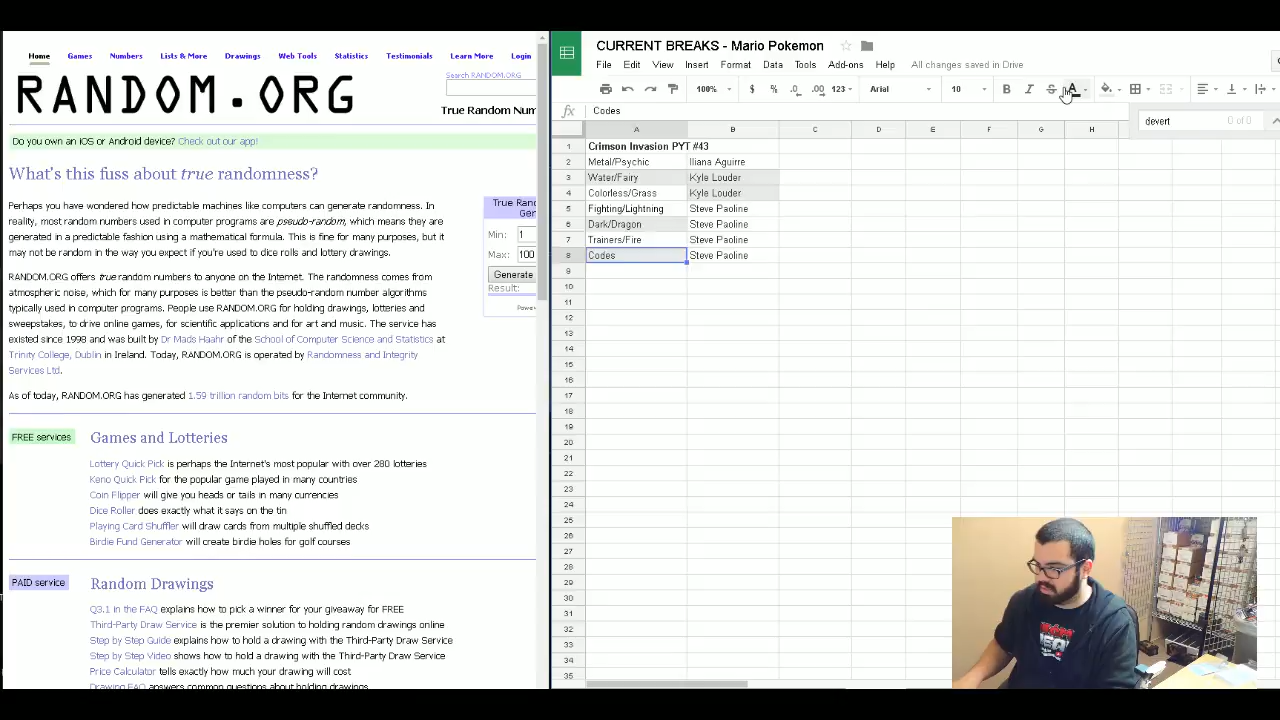 Home Games Numbers Lists & More Drawings Web Tools Statistics Testimonials Learn More Login
RANDOM.ORG
Search RANDOM.ORG
True Random Num
Do you own an iOS or Android device? Check out our app!
What's this fuss about true randomness?
Perhaps you have wondered how predictable machines like computers can generate randomness. In
reality, most random numbers used in computer programs are pseudo-random, which means they are
generated in a predictable fashion using a mathematical formula. This is fine for many purposes, but it
may not be random in the way you expect if you're used to dice rolls and lottery drawings.
RANDOM.ORG offers true random numbers to anyone on the Internet. The randomness comes from
atmospheric noise, which for many purposes is better than the pseudo-random number algorithms
typically used in computer programs. People use RANDOM.ORG for holding drawings, lotteries and
sweepstakes, to drive online games, for scientific applications and for art and music. The service has
existed since 1998 and was built by Dr Mads Haahr of the School of Computer Science and Statistics at
Trinity College, Dublin in Ireland. Today, RANDOM.ORG is operated by Randomness and Integrity
Services Ltd.
As of today, RANDOM.ORG has generated 1.59 trillion random bits for the Internet community.
True Ran
Gen
Min: 1
Max: 100
Generate
Result:
Powe
FREE services
Games and Lotteries
Lottery Quick Pick is perhaps the Internet's most popular with over 280 lotteries
Keno Quick Pick for the popular game played in many countries
Coin Flipper will give you heads or tails in many currencies
Dice Roller does exactly what it says on the tin
Playing Card Shuffler will draw cards from multiple shuffled decks
Birdie Fund Generator will create birdie holes for golf courses
PAID service
Random Drawings
Q3.1 in the FAQ explains how to pick a winner for your giveaway for FREE
Third-Party Draw Service is the premier solution to holding random drawings online
Step by Step Guide explains how to hold a drawing with the Third-Party Draw Service
Step by Step Video shows how to hold a drawing with the Third-Party Draw Service
Price Calculator tells exactly how much your drawing will cost
Drawing FAQ answers common questions about holding drawings
CURRENT BREAKS - Mario Pokemon
File Edit View Insert Format Data Tools Add-ons Help All changes saved in Drive
100% $ % .0 .00 123 Arial 10 B I S A
fx Codes
devert 0 of 0
A B C D E F G H
1 Crimson Invasion PYT #43
2 Metal/Psychic Iliana Aguirre
3 Water/Fairy Kyle Louder
4 Colorless/Grass Kyle Louder
5 Fighting/Lightning Steve Paoline
6 Dark/Dragon Steve Paoline
7 Trainers/Fire Steve Paoline
8 Codes Steve Paoline
9
10
11
12
13
14
15
16
17
18
19
20
21
22
23
24
25
26
27
28
29
30
31
32
33
34
35